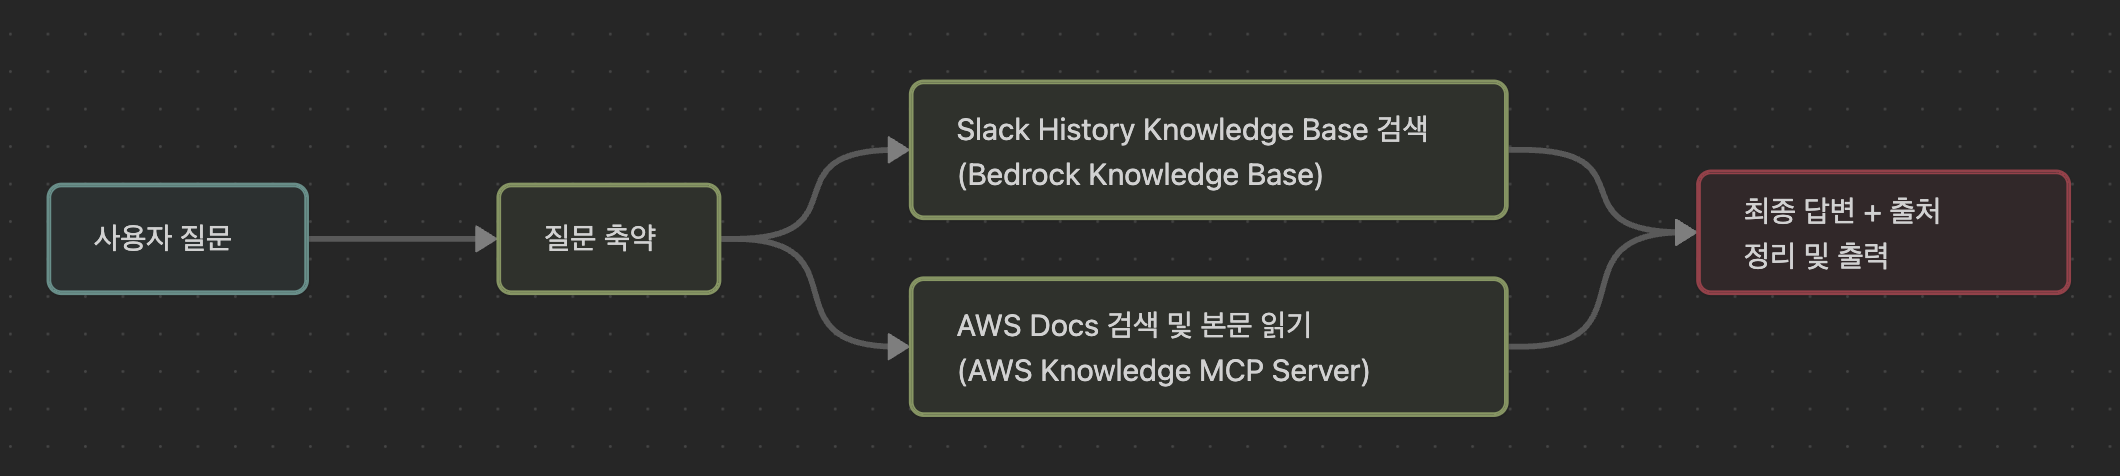 사용자 질문
질문 축약
Slack History Knowledge Base 검색
(Bedrock Knowledge Base)
AWS Docs 검색 및 본문 읽기
(AWS Knowledge MCP Server)
최종 답변 + 출처
정리 및 출력